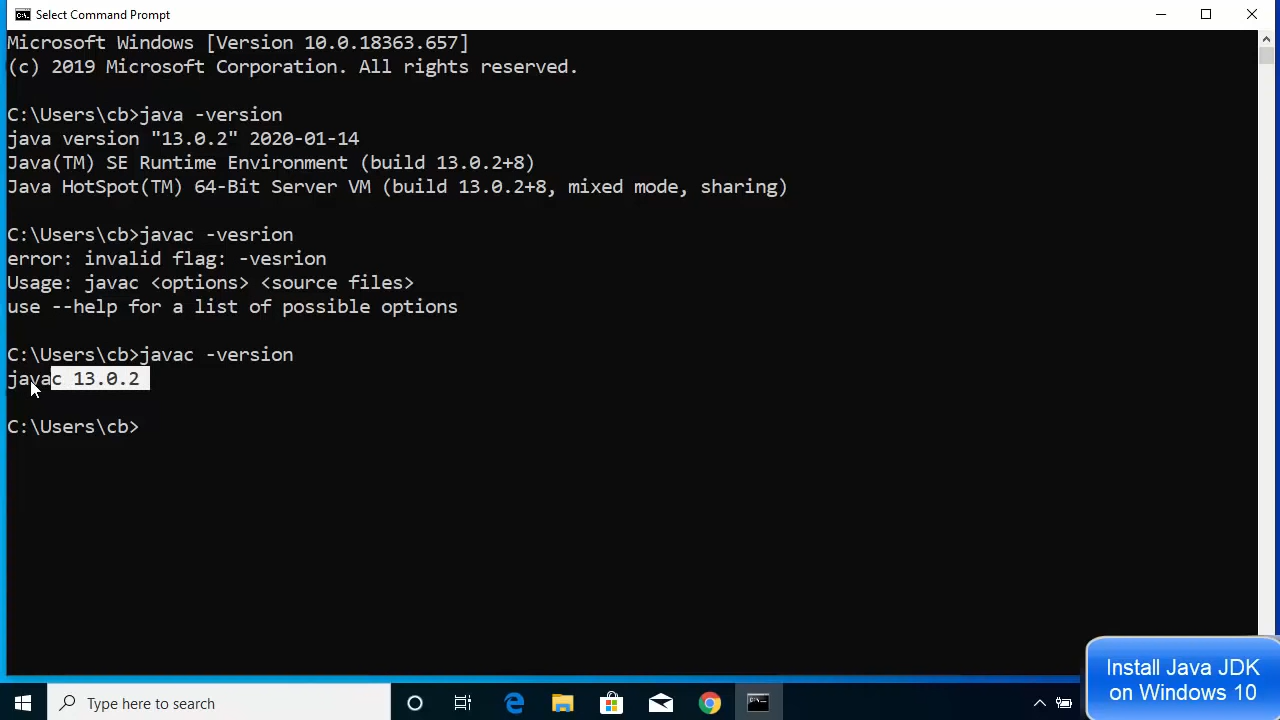 Select Command Prompt
Microsoft Windows [Version 10.0.18363.657]
(c) 2019 Microsoft Corporation. All rights reserved.
C:\Users\cb>java -version
java version "13.0.2" 2020-01-14
Java(TM) SE Runtime Environment (build 13.0.2+8)
Java HotSpot(TM) 64-Bit Server VM (build 13.0.2+8, mixed mode, sharing)
C:\Users\cb>javac -vesrion
error: invalid flag: -vesrion
Usage: javac <options> <source files>
use --help for a list of possible options
C:\Users\cb>javac -version
javac 13.0.2
C:\Users\cb>
Install Java JDK
on Windows 10
Type here to search